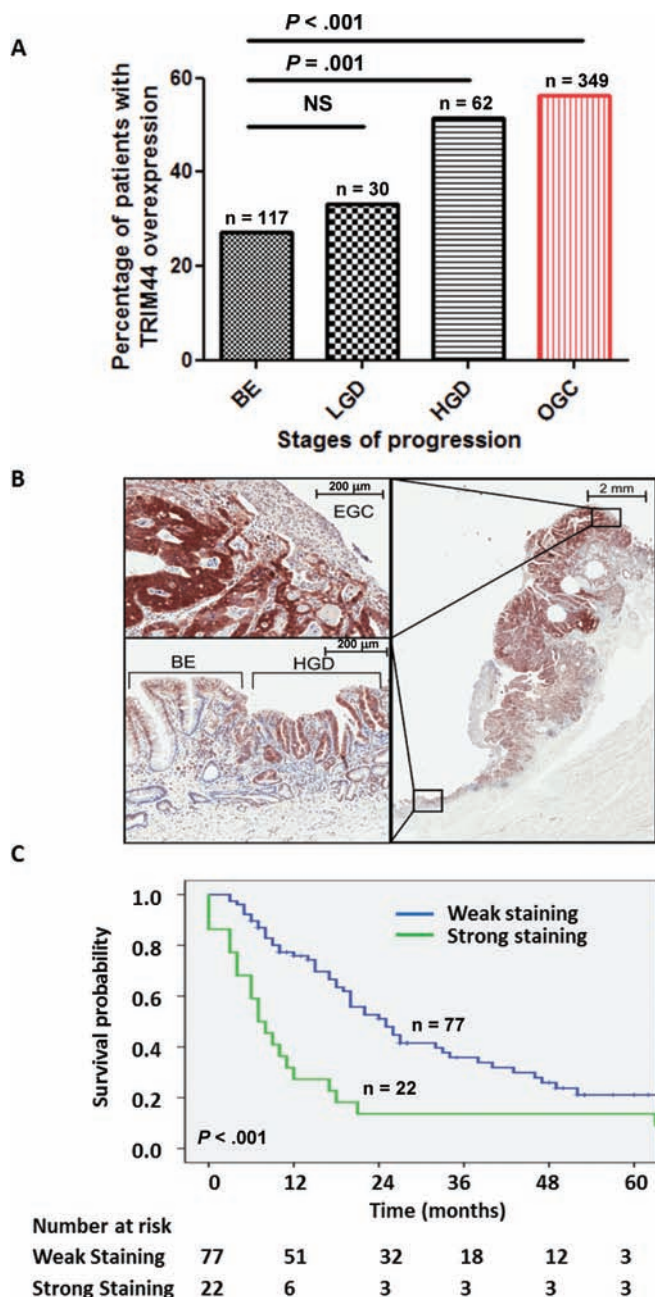 A
P < .001
P = .001
NS
Percentage of patients with
TRIM44 overexpression
60
40
20
0
n = 117
n = 30
n = 62
n = 349
BE
LGD
HGD
OGC
Stages of progression
B
200 µm
EGC
200 µm
BE
HGD
2 mm
C
Survival probability
1.0
0.8
0.6
0.4
0.2
0.0
Weak staining
Strong staining
n = 77
n = 22
P < .001
0 12 24 36 48 60
Time (months)
Number at risk
Weak Staining 77 51 32 18 12 3
Strong Staining 22 6 3 3 3 3